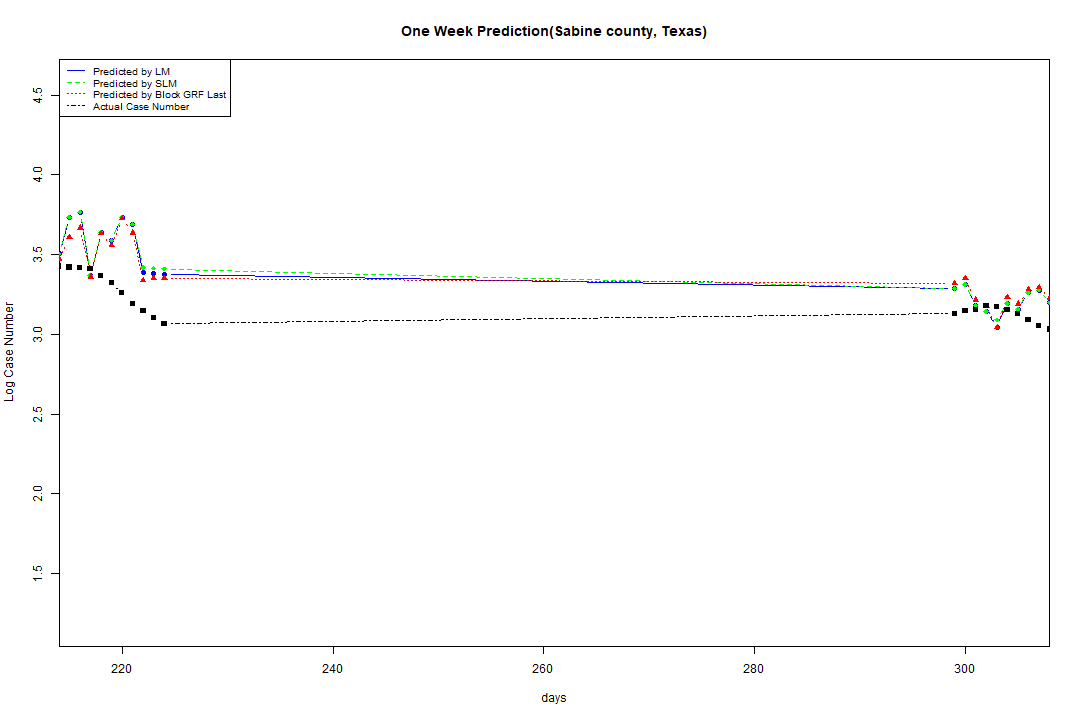 One Week Prediction(Sabine county, Texas)
Predicted by LM
Predicted by SLM
Predicted by Block GRF Last
Actual Case Number
Log Case Number
4.5
4.0
3.5
3.0
2.5
2.0
1.5
220 240 260 280 300
days